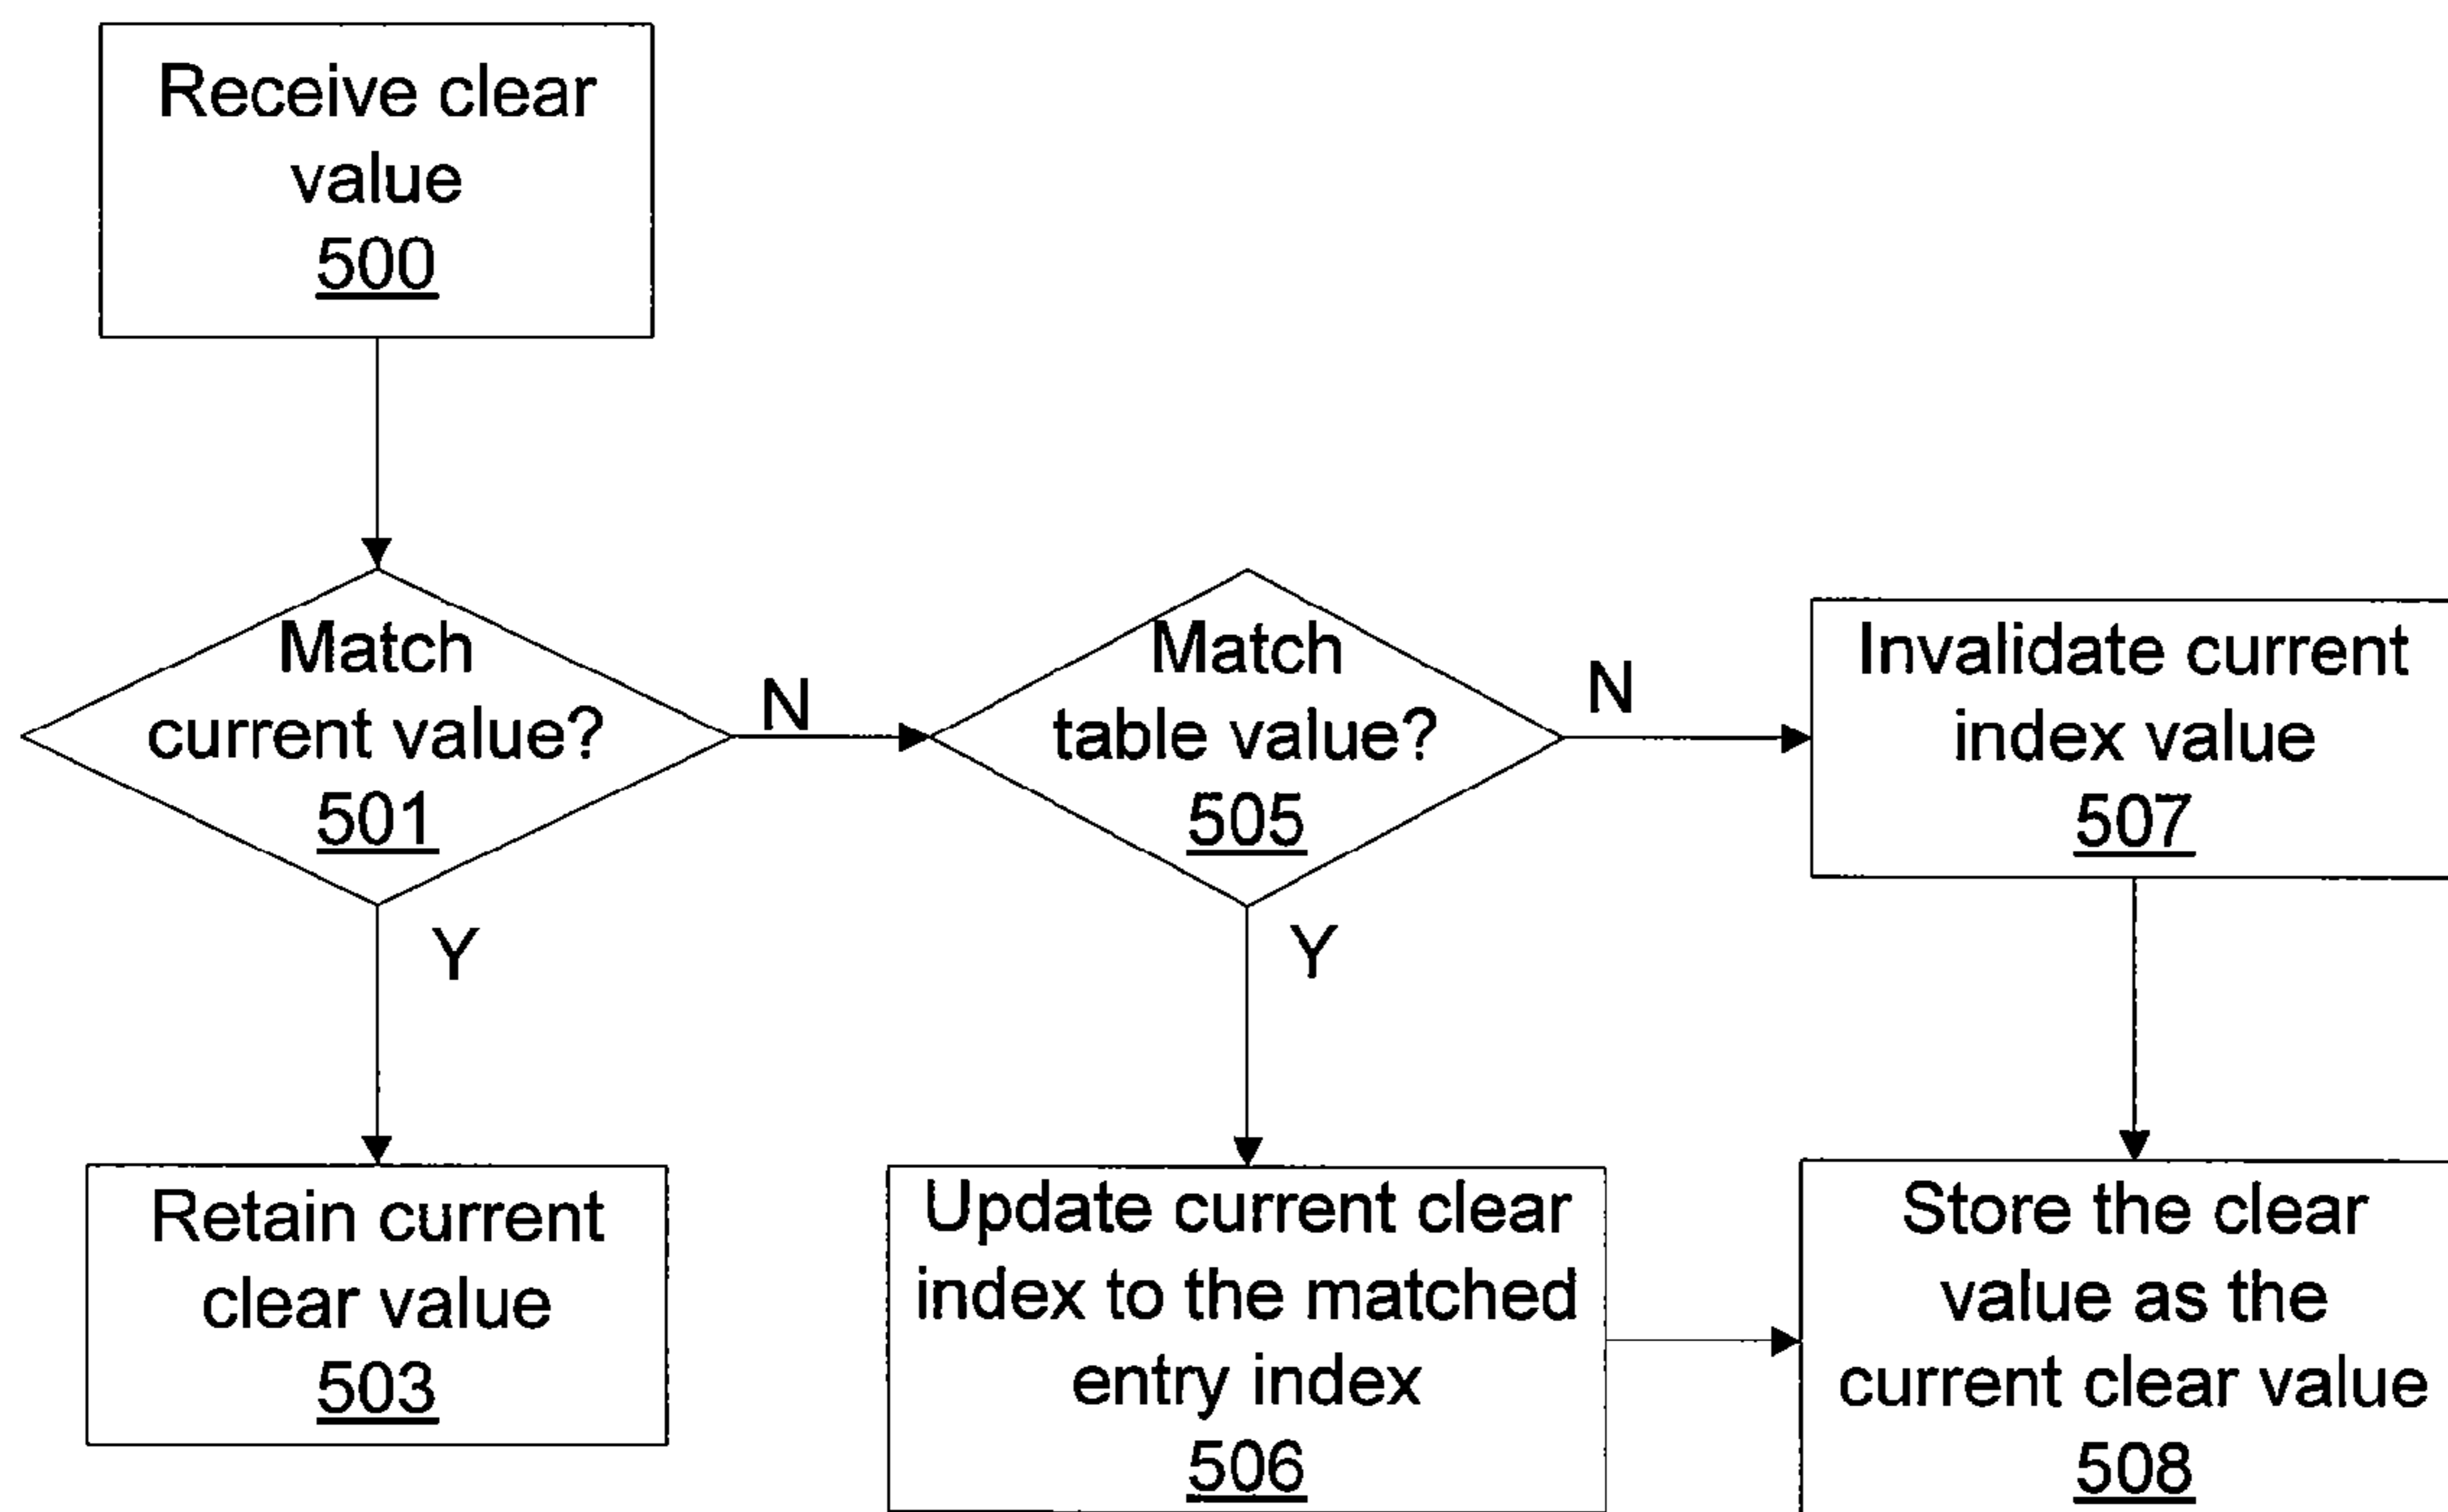 Receive clear
value
500
Match
current value?
501
N
Match
table value?
505
N
Invalidate current
index value
507
Y
Y
Retain current
clear value
503
Update current clear
index to the matched
entry index
506
Store the clear
value as the
current clear value
508